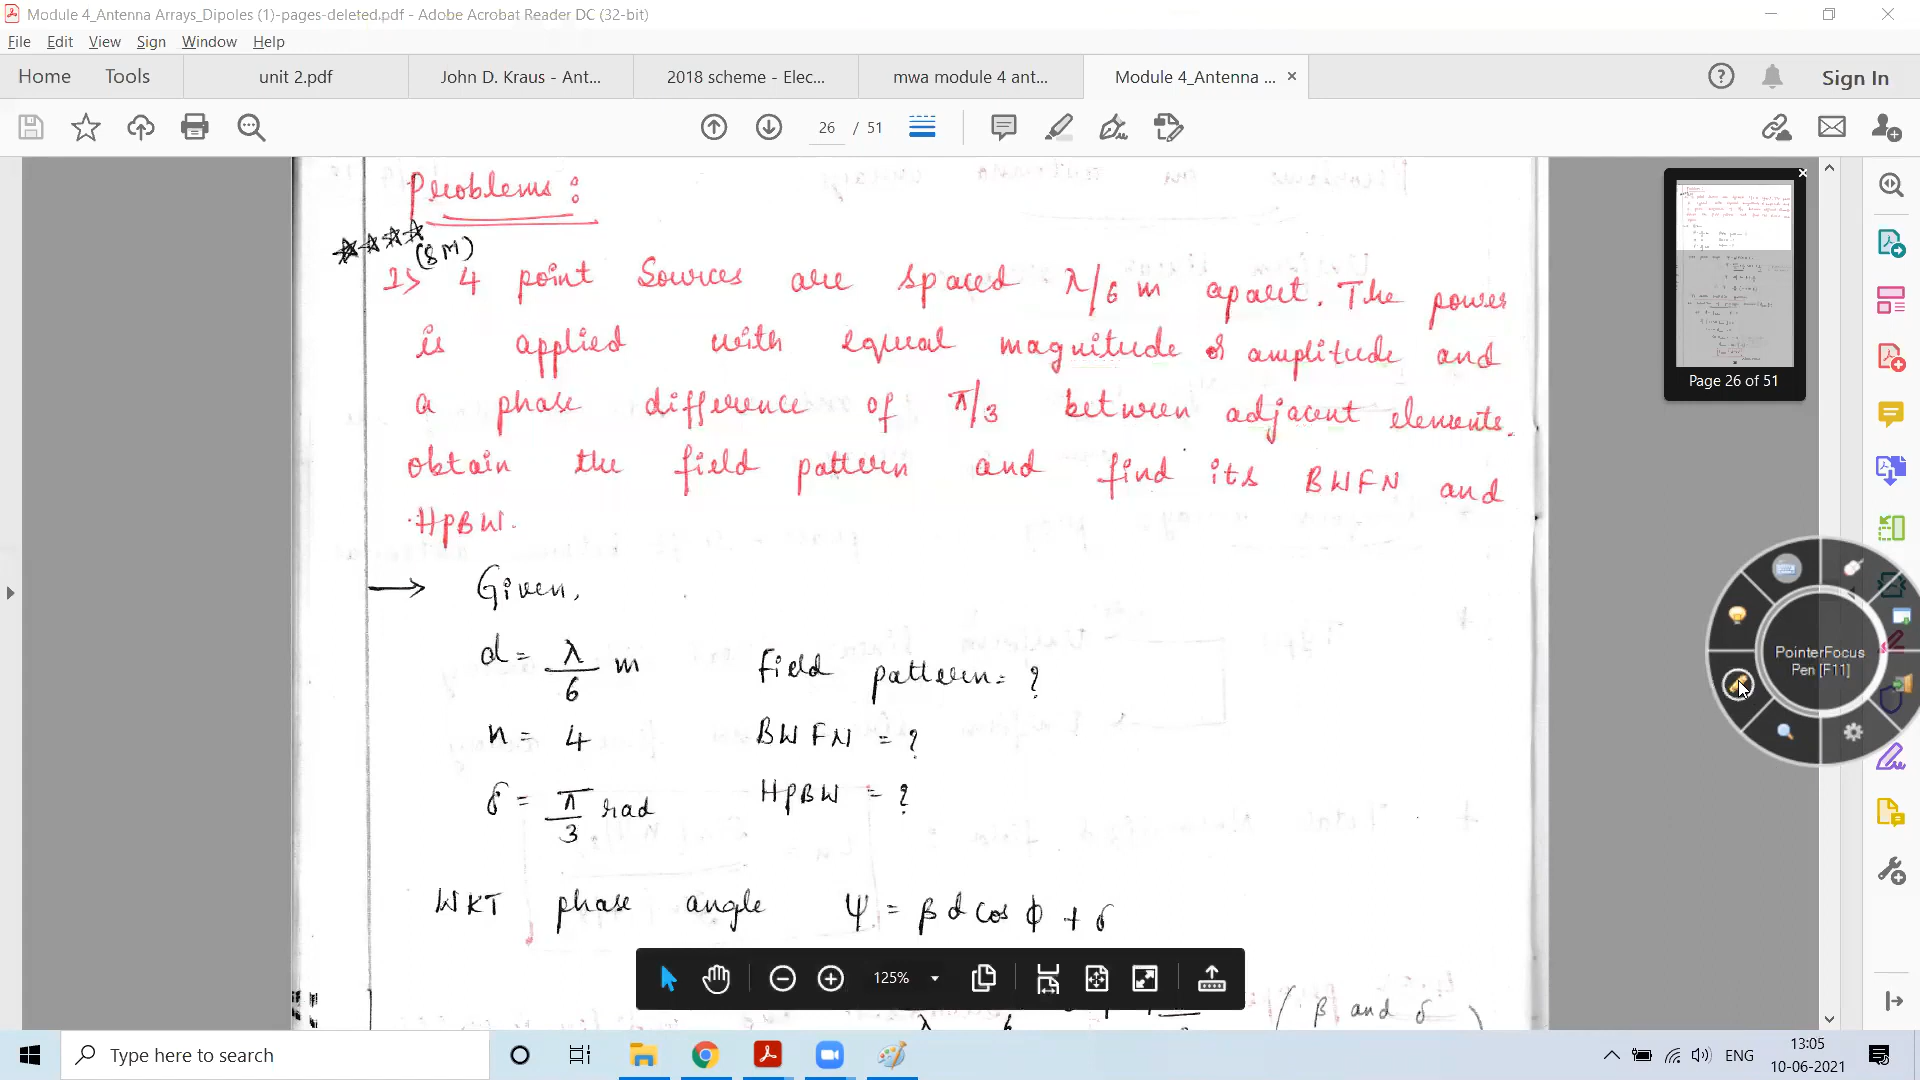 Module 4_Antenna Arrays_Dipoles (1)-pages-deleted.pdf - Adobe Acrobat Reader DC (32-bit)
File Edit View Sign Window Help
Home Tools unit 2.pdf John D. Kraus - Ant... 2018 scheme - Elec... mwa module 4 ant... Module 4_Antenna ... × Sign In
26 / 51
Problems :
(8M)
1> 4 point Sources are spaced λ/6 m apart. The power
is applied with equal magnitude of amplitude and
a phase difference of π/3 between adjacent elements.
obtain the field pattern and find its BWFN and
HPBW.
Given,
d = λ/6 m field pattern = ?
n = 4 BWFN = ?
δ = π/3 rad HPBW = ?
WKT phase angle ψ = βd cos φ + δ
(β and δ
Page 26 of 51
PointerFocus
Pen [F11]
125%
Type here to search
ENG
13:05
10-06-2021